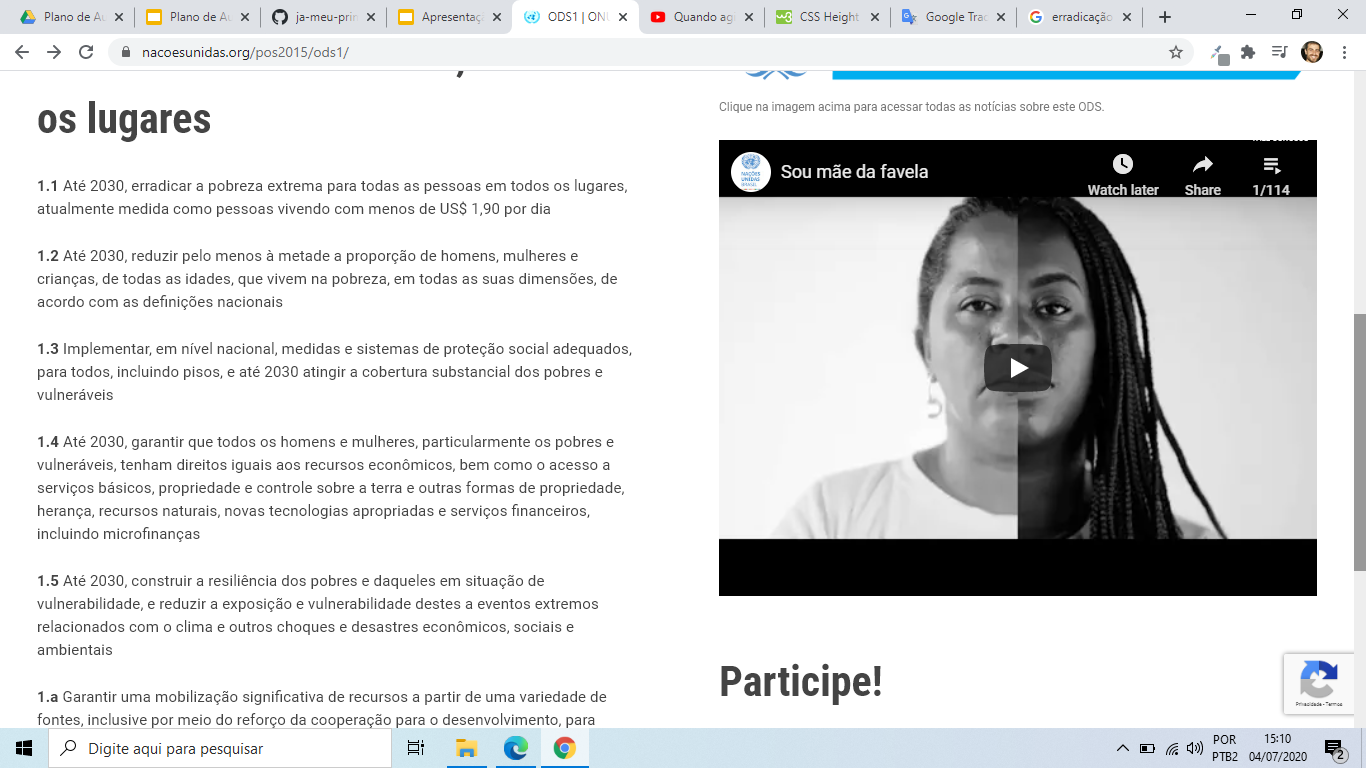 Plano de Au
Plano de Au
ja-meu-prin
Apresentaç
ODS1 | ONU
Quando ag
CSS Height
Google Trad
erradicação
nacoesunidas.org/pos2015/ods1/
os lugares
1.1 Até 2030, erradicar a pobreza extrema para todas as pessoas em todos os lugares,
atualmente medida como pessoas vivendo com menos de US$ 1,90 por dia
1.2 Até 2030, reduzir pelo menos à metade a proporção de homens, mulheres e
crianças, de todas as idades, que vivem na pobreza, em todas as suas dimensões, de
acordo com as definições nacionais
1.3 Implementar, em nível nacional, medidas e sistemas de proteção social adequados,
para todos, incluindo pisos, e até 2030 atingir a cobertura substancial dos pobres e
vulneráveis
1.4 Até 2030, garantir que todos os homens e mulheres, particularmente os pobres e
vulneráveis, tenham direitos iguais aos recursos econômicos, bem como o acesso a
serviços básicos, propriedade e controle sobre a terra e outras formas de propriedade,
herança, recursos naturais, novas tecnologias apropriadas e serviços financeiros,
incluindo microfinanças
1.5 Até 2030, construir a resiliência dos pobres e daqueles em situação de
vulnerabilidade, e reduzir a exposição e vulnerabilidade destes a eventos extremos
relacionados com o clima e outros choques e desastres econômicos, sociais e
ambientais
1.a Garantir uma mobilização significativa de recursos a partir de uma variedade de
fontes, inclusive por meio do reforço da cooperação para o desenvolvimento, para
Clique na imagem acima para acessar todas as notícias sobre este ODS.
NAÇÕES
UNIDAS
BRASIL
Sou mãe da favela
Watch later
Share
1/114
Participe!
Privacidade - Termos
Digite aqui para pesquisar
POR
PTB2
15:10
04/07/2020
2